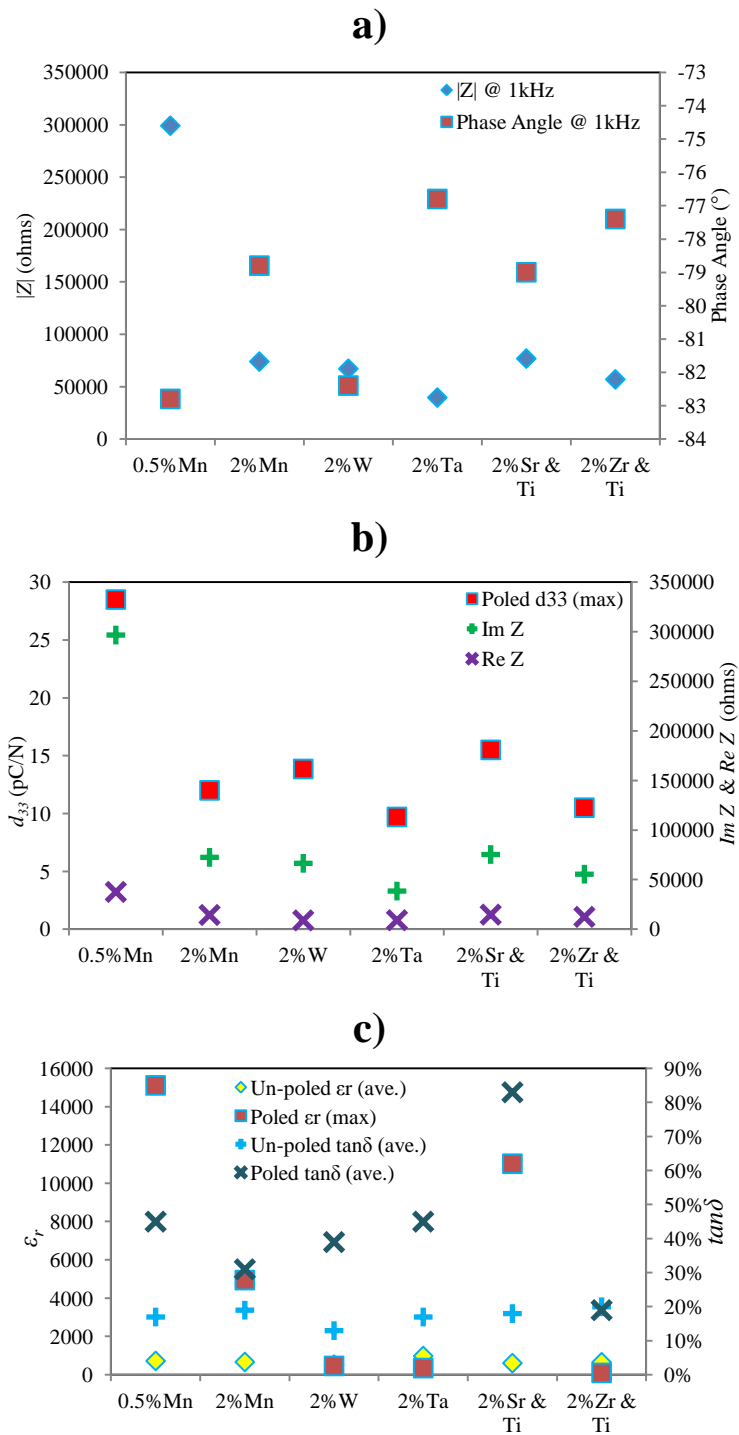 a)
350000
300000
250000
200000
150000
100000
50000
0
|Z| (ohms)
-73
-74
-75
-76
-77
-78
-79
-80
-81
-82
-83
-84
Phase Angle (°)
|Z| @ 1kHz
Phase Angle @ 1kHz
0.5%Mn 2%Mn 2%W 2%Ta 2%Sr & Ti 2%Zr & Ti
b)
30
25
20
15
10
5
0
d33 (pC/N)
350000
300000
250000
200000
150000
100000
50000
0
Im Z & Re Z (ohms)
Poled d33 (max)
Im Z
Re Z
0.5%Mn 2%Mn 2%W 2%Ta 2%Sr & Ti 2%Zr & Ti
c)
16000
14000
12000
10000
8000
6000
4000
2000
0
εr
90%
80%
70%
60%
50%
40%
30%
20%
10%
0%
tanδ
Un-poled εr (ave.)
Poled εr (max)
Un-poled tanδ (ave.)
Poled tanδ (ave.)
0.5%Mn 2%Mn 2%W 2%Ta 2%Sr & Ti 2%Zr & Ti